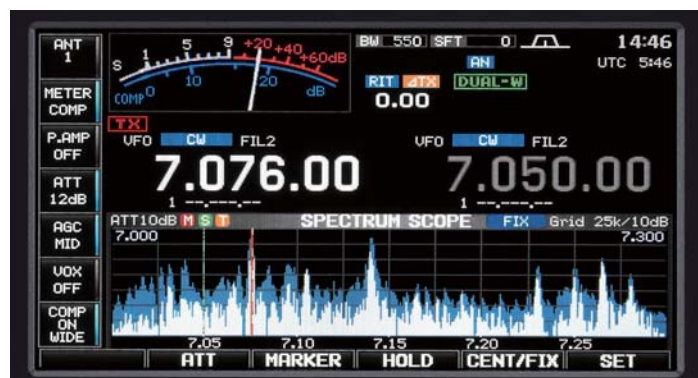 ANT
1
METER
COMP
P.AMP
OFF
ATT
12dB
AGC
MID
VOX
OFF
COMP
ON
WIDE
S 1 5 9 +20 +40 +60dB
COMP 0 10 20 dB
BW 550 SFT 0
14:46
AN
UTC 5:46
RIT ⊿TX DUAL-W
0.00
TX
VFO CW FIL2
VFO CW FIL2
7.076.00
7.050.00
1 --.---.--
1 --.---.--
ATT10dB M S T SPECTRUM SCOPE FIX Grid 25k/10dB
7.000
7.300
7.05 7.10 7.15 7.20 7.25
ATT MARKER HOLD CENT/FIX SET